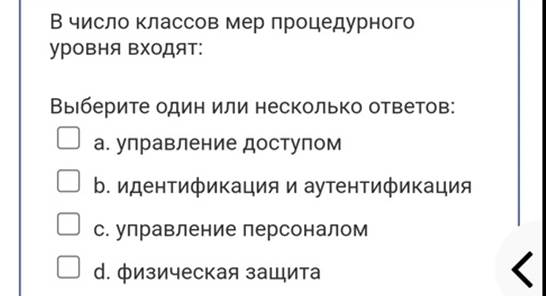 В число классов мер процедурного
уровня входят:
Выберите один или несколько ответов:
a. управление доступом
b. идентификация и аутентификация
c. управление персоналом
d. физическая защита